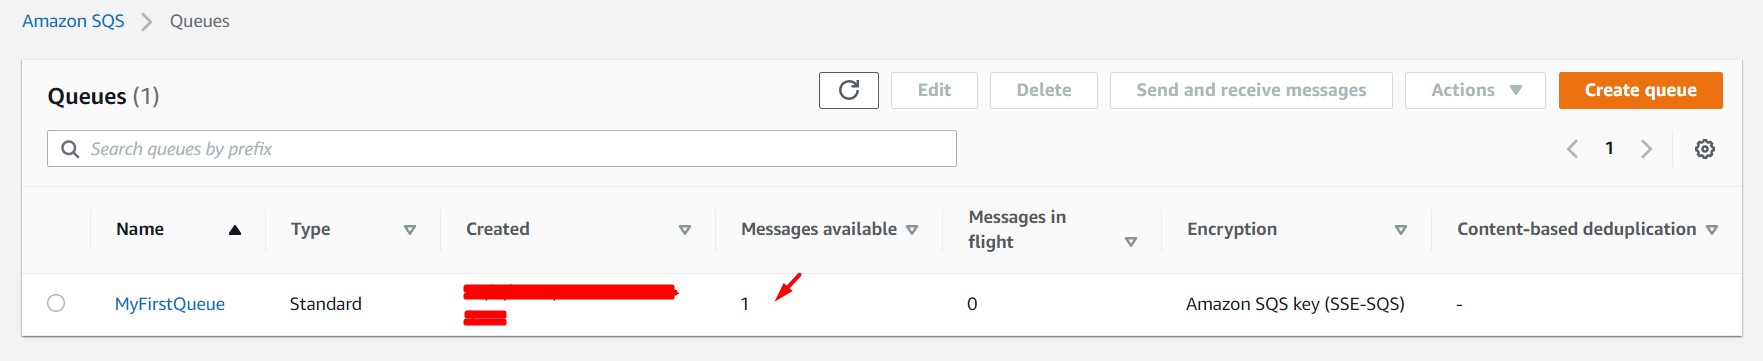 Amazon SQS > Queues
Queues (1)
Edit
Delete
Send and receive messages
Actions
Create queue
Search queues by prefix
1
Name
Type
Created
Messages available
Messages in
flight
Encryption
Content-based deduplication
MyFirstQueue
Standard
1
0
Amazon SQS key (SSE-SQS)
-